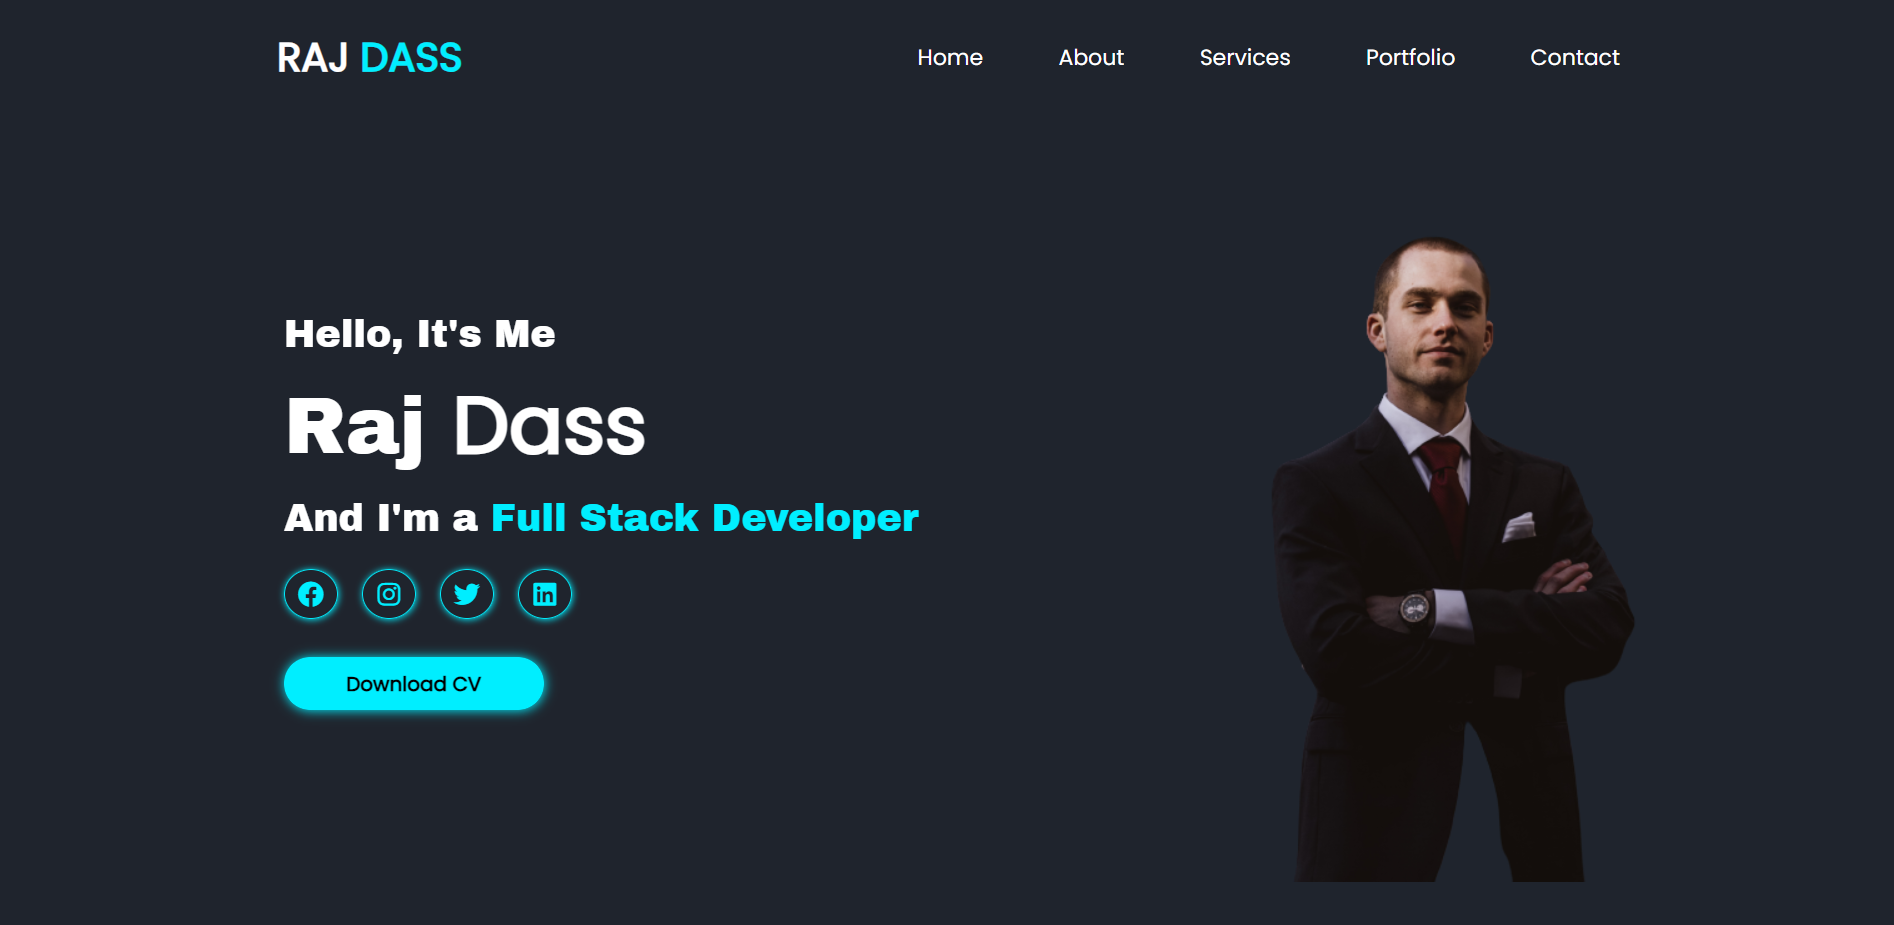 RAJ DASS
Home About Services Portfolio Contact
Hello, It's Me
Raj Dass
And I'm a Full Stack Developer
Download CV